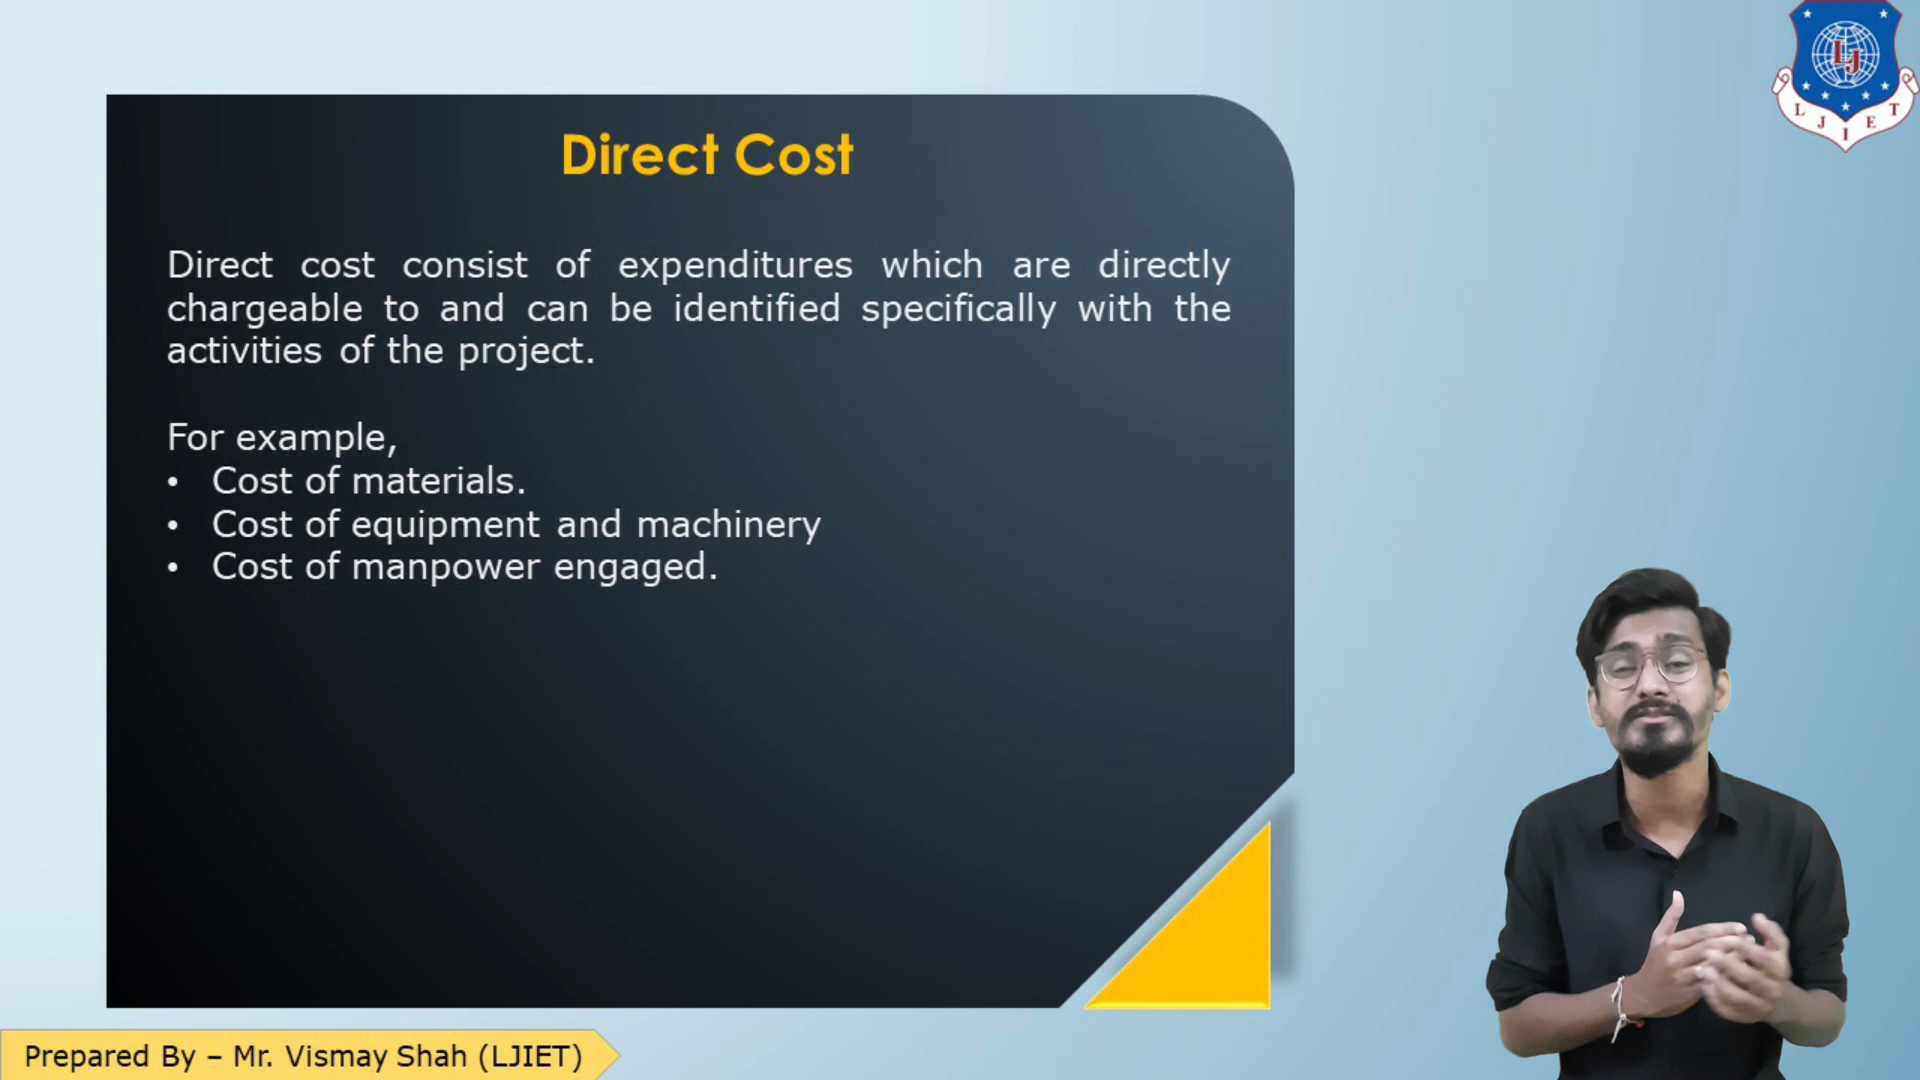 Direct Cost
Direct cost consist of expenditures which are directly
chargeable to and can be identified specifically with the
activities of the project.
For example,
• Cost of materials.
• Cost of equipment and machinery
• Cost of manpower engaged.
LJ
L J I E T
Prepared By – Mr. Vismay Shah (LJIET)